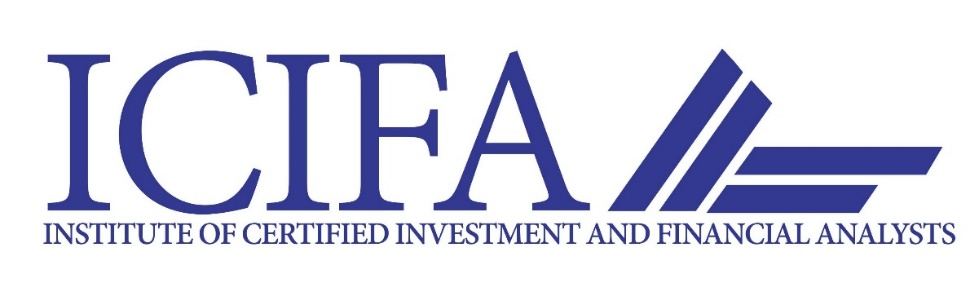 ICIFA
INSTITUTE OF CERTIFIED INVESTMENT AND FINANCIAL ANALYSTS